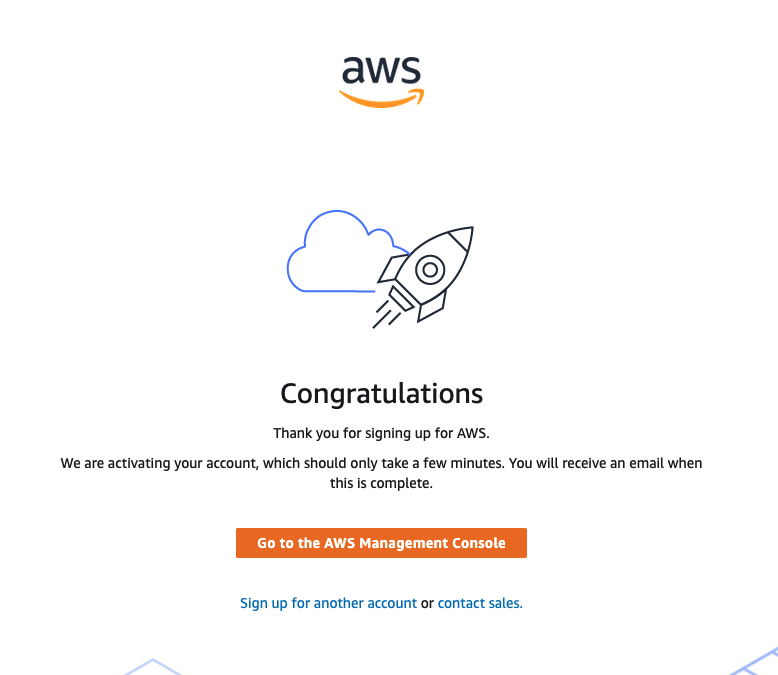 aws
Congratulations
Thank you for signing up for AWS.
We are activating your account, which should only take a few minutes. You will receive an email when
this is complete.
Go to the AWS Management Console
Sign up for another account or contact sales.